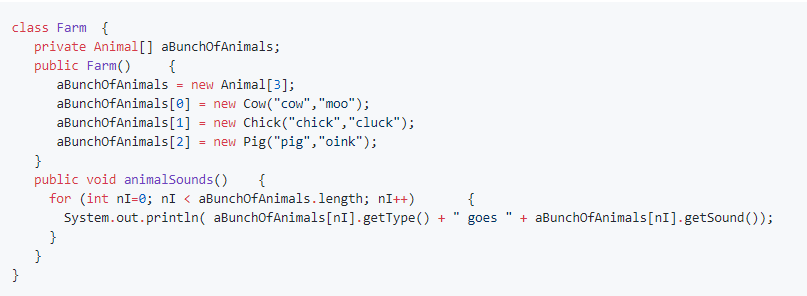 class Farm  {
   private Animal[] aBunchOfAnimals;
   public Farm()     {
      aBunchOfAnimals = new Animal[3];
      aBunchOfAnimals[0] = new Cow("cow","moo");
      aBunchOfAnimals[1] = new Chick("chick","cluck");
      aBunchOfAnimals[2] = new Pig("pig","oink");
   }
   public void animalSounds()    {
     for (int nI=0; nI < aBunchOfAnimals.length; nI++)       {
       System.out.println( aBunchOfAnimals[nI].getType() + " goes " + aBunchOfAnimals[nI].getSound());
     }
   }
}